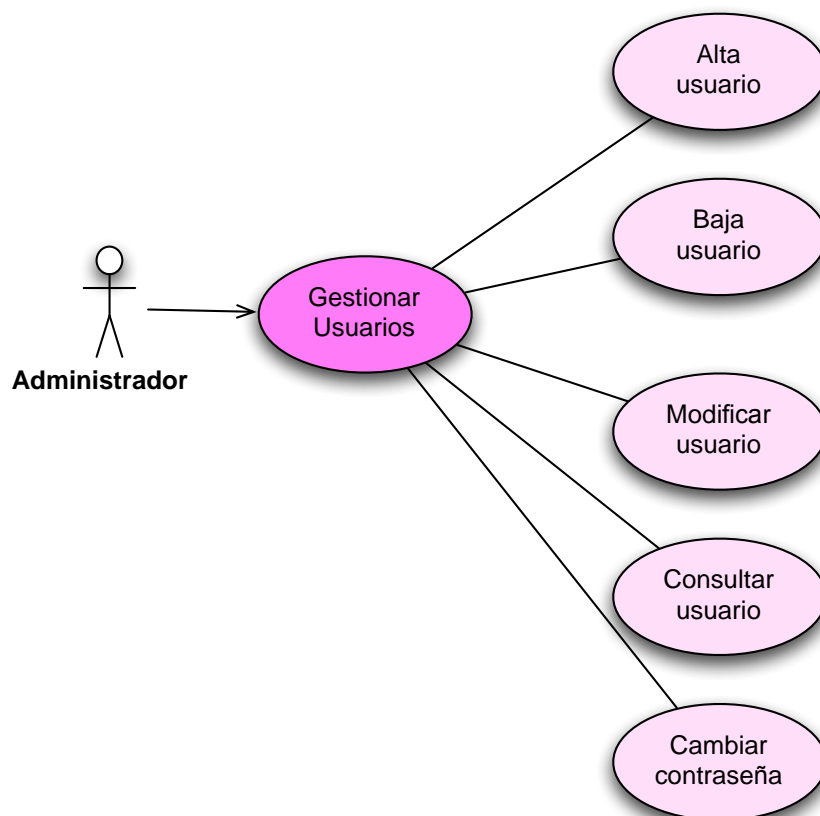 Alta
usuario
Baja
usuario
Gestionar
Usuarios
Administrador
Modificar
usuario
Consultar
usuario
Cambiar
contraseña